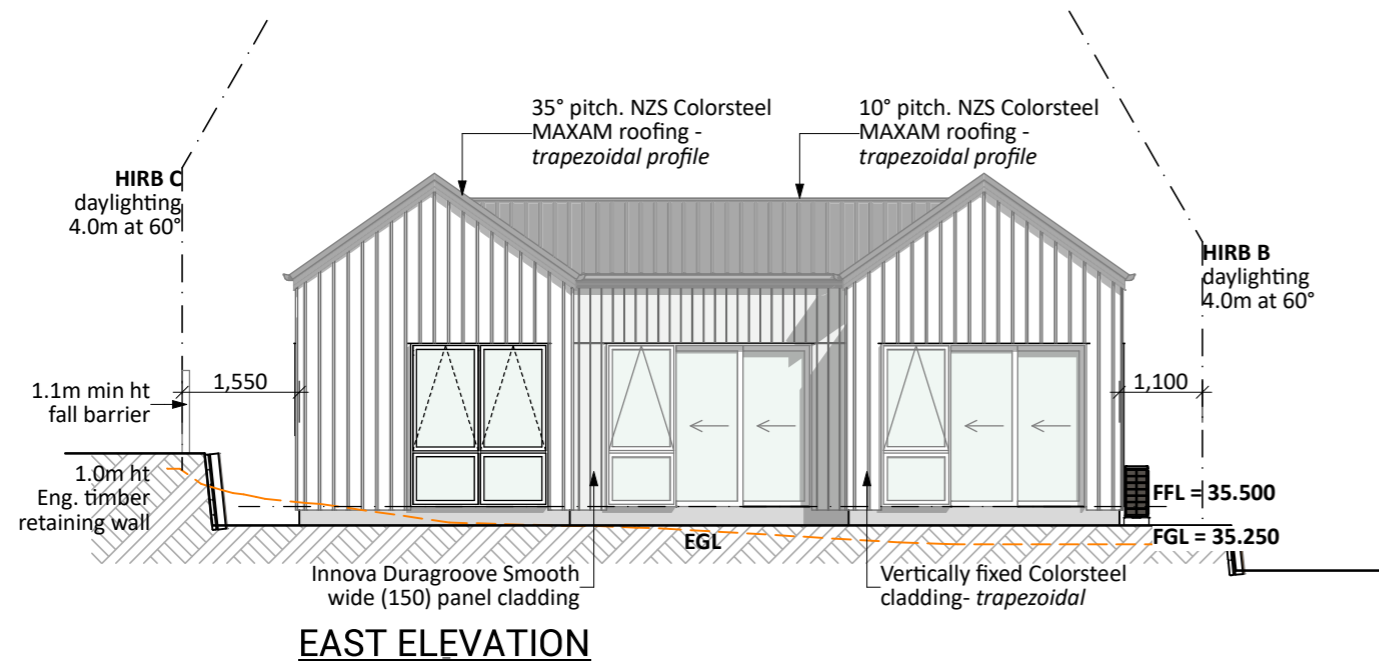 35° pitch. NZS Colorsteel
MAXAM roofing -
trapezoidal profile
10° pitch. NZS Colorsteel
MAXAM roofing -
trapezoidal profile
HIRB C
daylighting
4.0m at 60°
HIRB B
daylighting
4.0m at 60°
1.1m min ht
fall barrier
1,550
1,100
1.0m ht
Eng. timber
retaining wall
FFL = 35.500
FGL = 35.250
EGL
Innova Duragroove Smooth
wide (150) panel cladding
Vertically fixed Colorsteel
cladding- trapezoidal
EAST ELEVATION